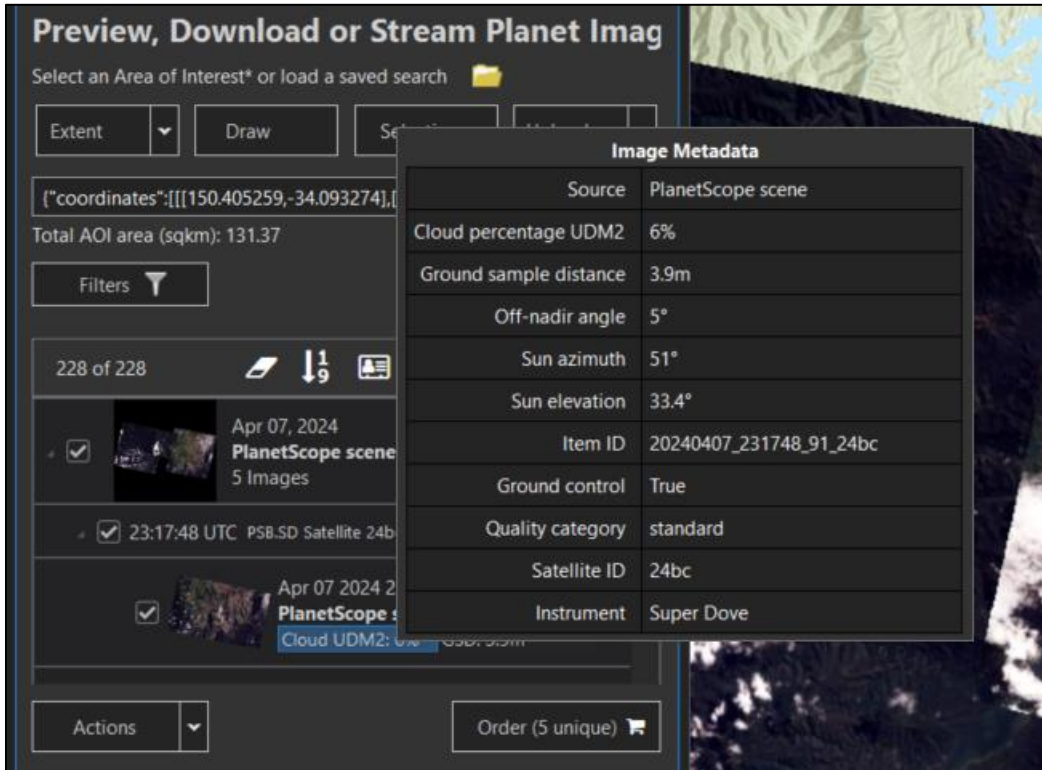 Preview, Download or Stream Planet Imag
Select an Area of Interest* or load a saved search
Extent
Draw
{"coordinates":[[[150.405259,-34.093274],[
Total AOI area (sqkm): 131.37
Filters
228 of 228
Apr 07, 2024
PlanetScope scene
5 Images
23:17:48 UTC PSB.SD Satellite 24b
Apr 07 2024 2
PlanetScope s
Cloud UDM2:
Actions
Order (5 unique)
Image Metadata
Source PlanetScope scene
Cloud percentage UDM2 6%
Ground sample distance 3.9m
Off-nadir angle 5°
Sun azimuth 51°
Sun elevation 33.4°
Item ID 20240407_231748_91_24bc
Ground control True
Quality category standard
Satellite ID 24bc
Instrument Super Dove